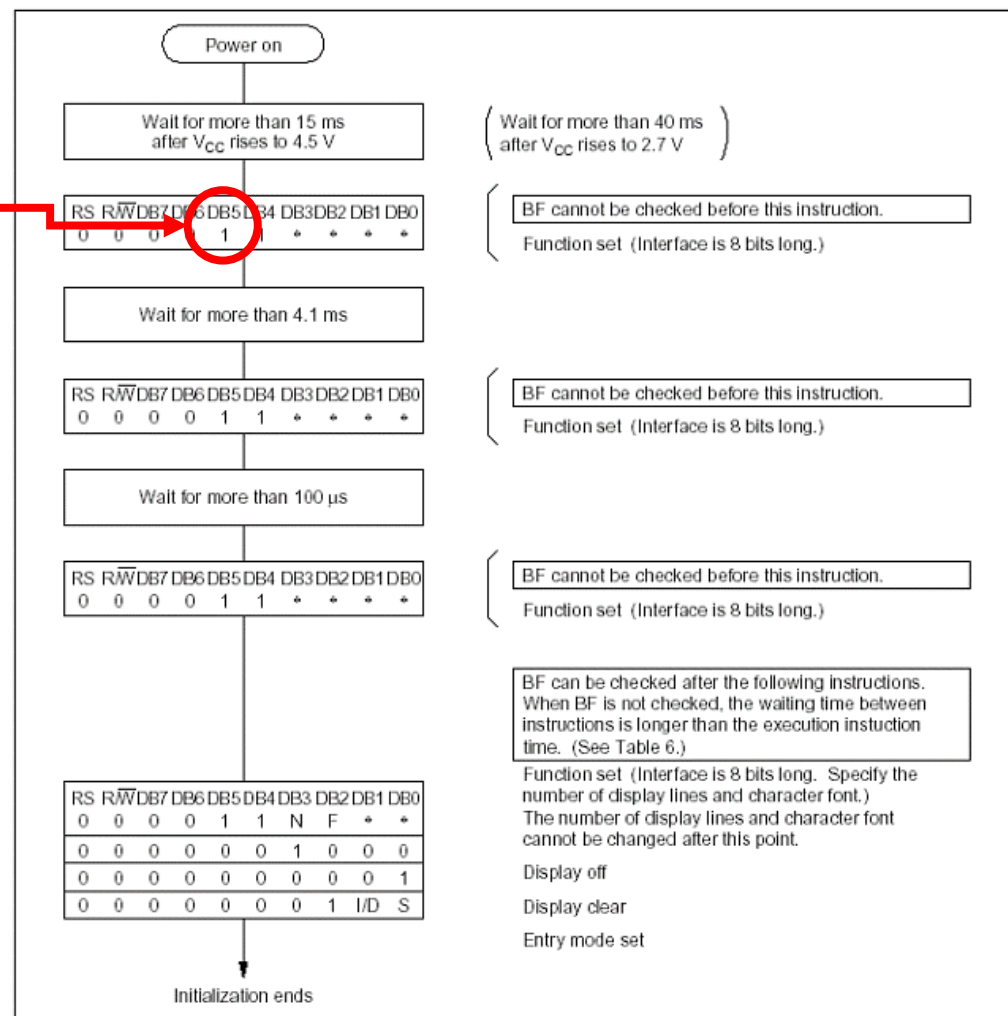 Power on
Wait for more than 15 ms
after VCC rises to 4.5 V
Wait for more than 40 ms
after VCC rises to 2.7 V
RS R/W DB7 DB6 DB5 DB4 DB3 DB2 DB1 DB0
0 0 0 0 1 1 * * * *
BF cannot be checked before this instruction.
Function set (Interface is 8 bits long.)
Wait for more than 4.1 ms
RS R/W DB7 DB6 DB5 DB4 DB3 DB2 DB1 DB0
0 0 0 0 1 1 * * * *
BF cannot be checked before this instruction.
Function set (Interface is 8 bits long.)
Wait for more than 100 µs
RS R/W DB7 DB6 DB5 DB4 DB3 DB2 DB1 DB0
0 0 0 0 1 1 * * * *
BF cannot be checked before this instruction.
Function set (Interface is 8 bits long.)
BF can be checked after the following instructions.
When BF is not checked, the waiting time between
instructions is longer than the execution instuction
time. (See Table 6.)
RS R/W DB7 DB6 DB5 DB4 DB3 DB2 DB1 DB0
0 0 0 0 1 1 N F * *
0 0 0 0 0 0 1 0 0 0
0 0 0 0 0 0 0 0 0 1
0 0 0 0 0 0 0 1 I/D S
Function set (Interface is 8 bits long. Specify the
number of display lines and character font.)
The number of display lines and character font
cannot be changed after this point.
Display off
Display clear
Entry mode set
Initialization ends